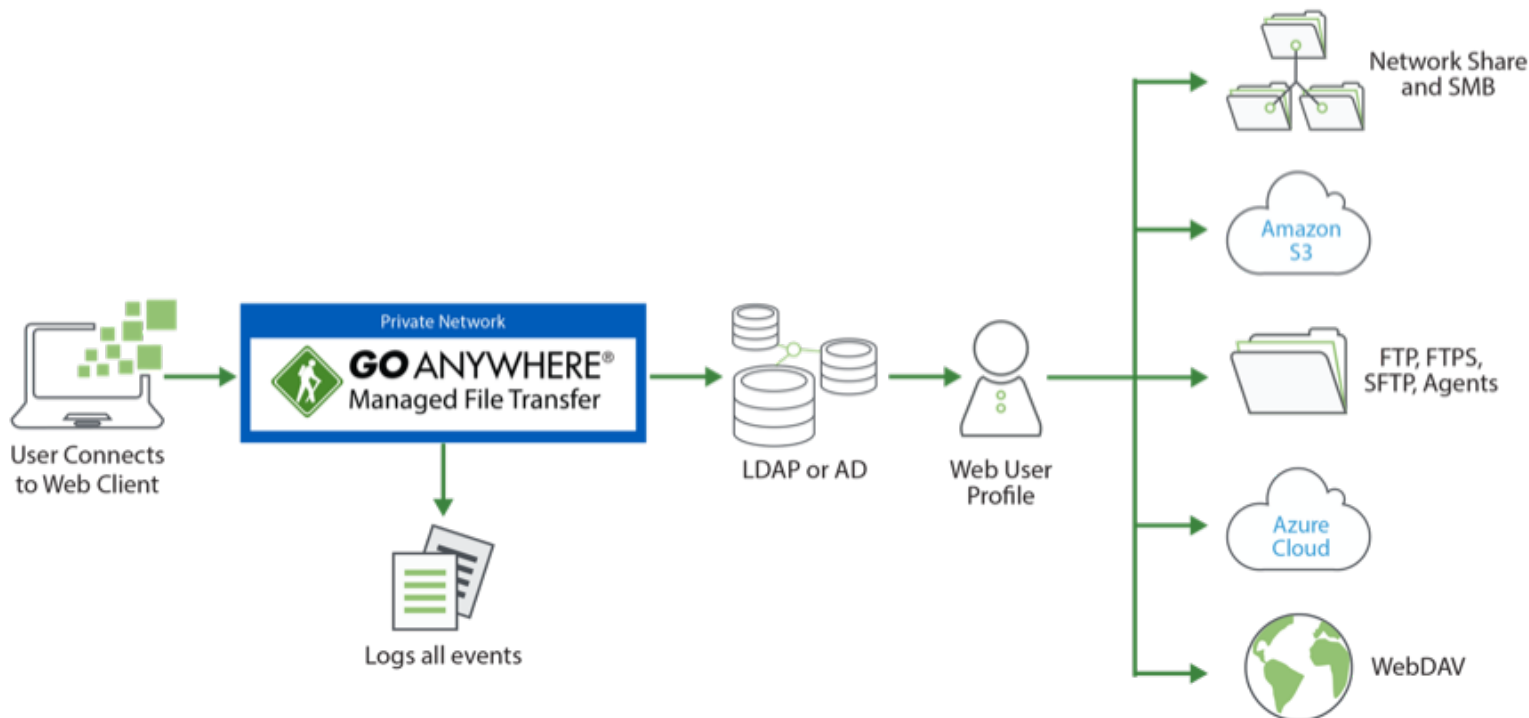 Network Share
and SMB
Amazon
S3
Private Network
GO ANYWHERE®
Managed File Transfer
FTP, FTPS,
SFTP, Agents
User Connects
to Web Client
LDAP or AD
Web User
Profile
Azure
Cloud
Logs all events
WebDAV